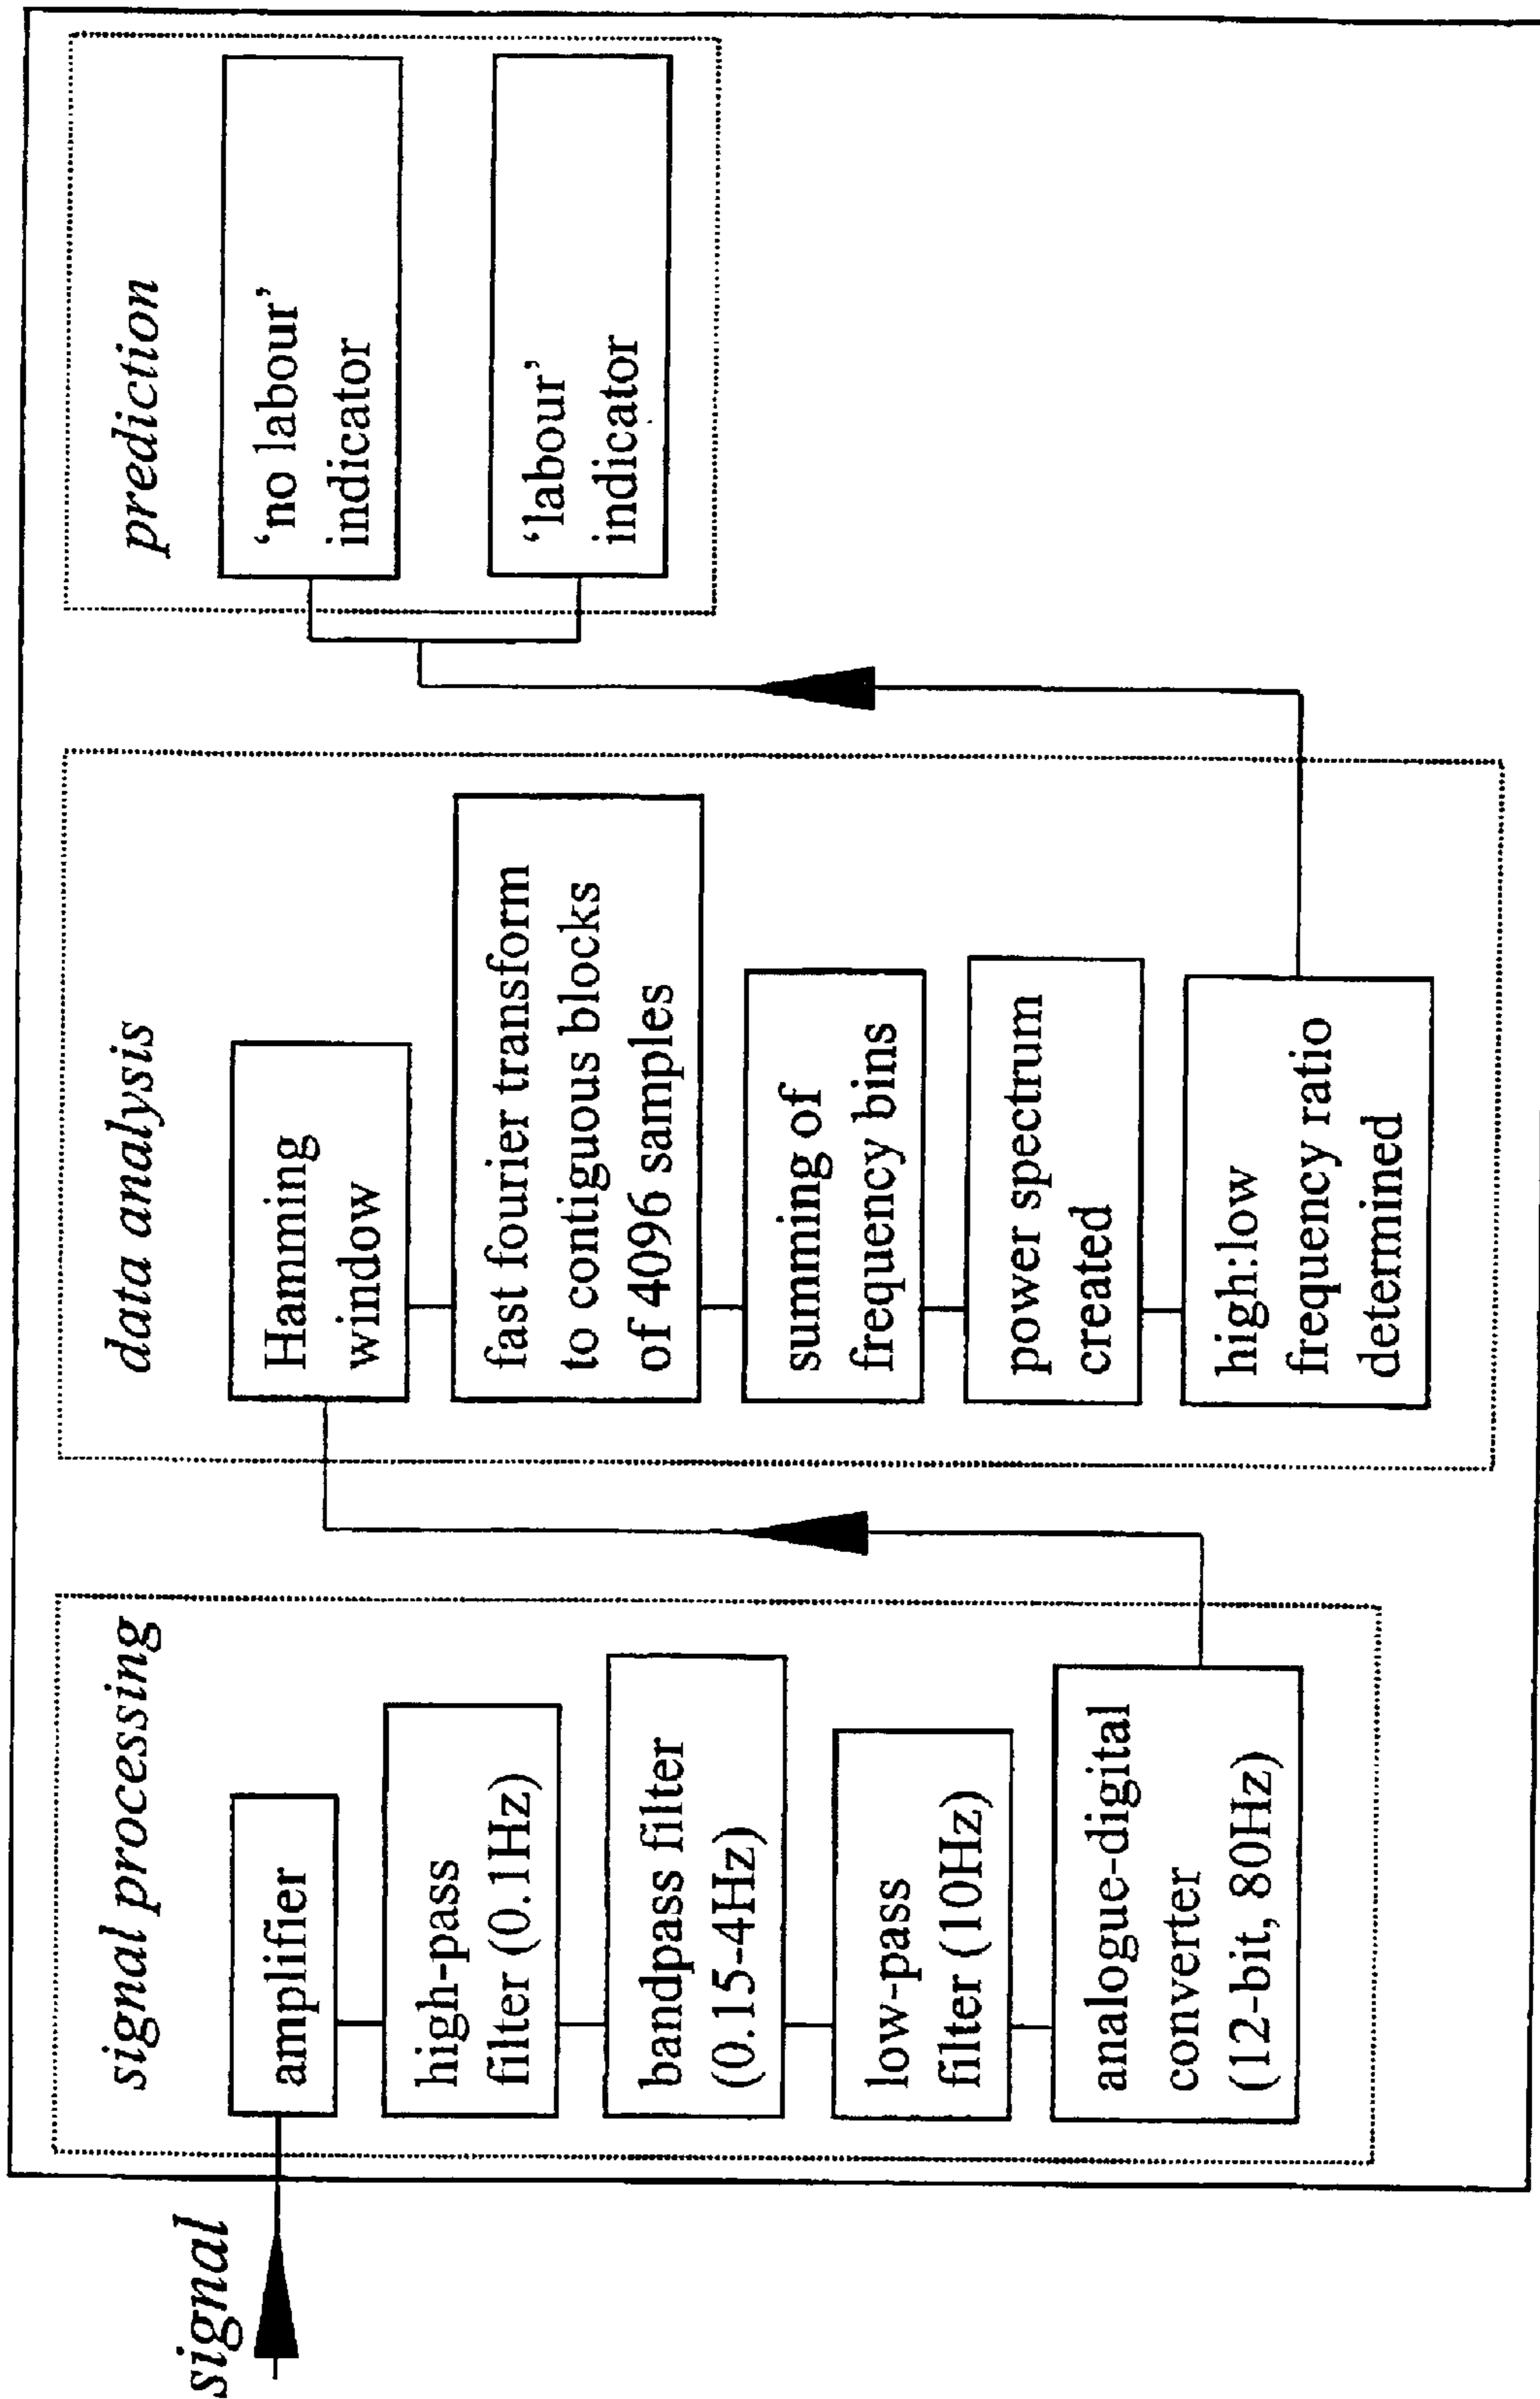 signal
signal processing
amplifier
high-pass
filter (0.1Hz)
bandpass filter
(0.15-4Hz)
low-pass
filter (10Hz)
analogue-digital
converter
(12-bit, 80Hz)
data analysis
Hamming
window
fast fourier transform
to contiguous blocks
of 4096 samples
summing of
frequency bins
power spectrum
created
high:low
frequency ratio
determined
prediction
‘no labour’
indicator
‘labour’
indicator